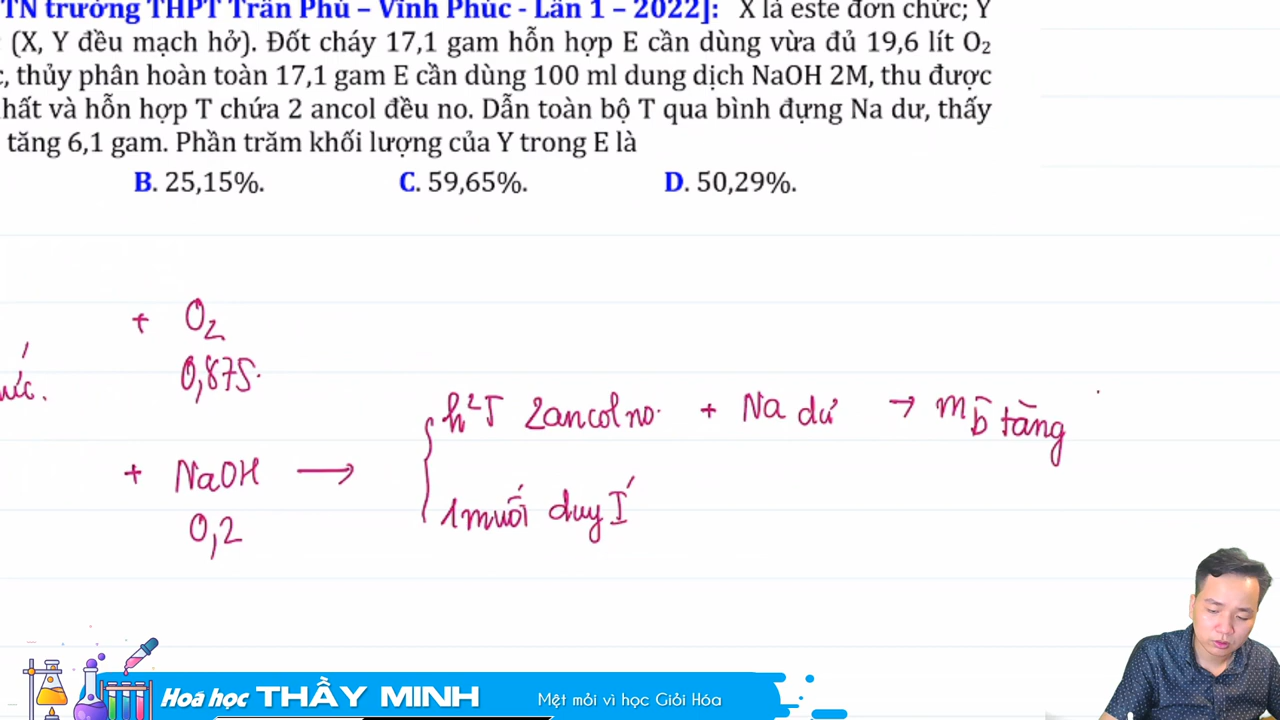 TN trường THPT Trần Phú – Vĩnh Phúc - Lần 1 – 2022]: X là este đơn chức; Y
(X, Y đều mạch hở). Đốt cháy 17,1 gam hỗn hợp E cần dùng vừa đủ 19,6 lít O₂
, thủy phân hoàn toàn 17,1 gam E cần dùng 100 ml dung dịch NaOH 2M, thu được
và hỗn hợp T chứa 2 ancol đều no. Dẫn toàn bộ T qua bình đựng Na dư, thấy
tăng 6,1 gam. Phần trăm khối lượng của Y trong E là
B. 25,15%. C. 59,65%. D. 50,29%.
+ O₂
0,875.
h²T 2ancol no. + Na dư → m b tăng
+ NaOH →
1 muối duy I'
0,2
Hoá học THẦY MINH Mệt mỏi vì học Giỏi Hóa